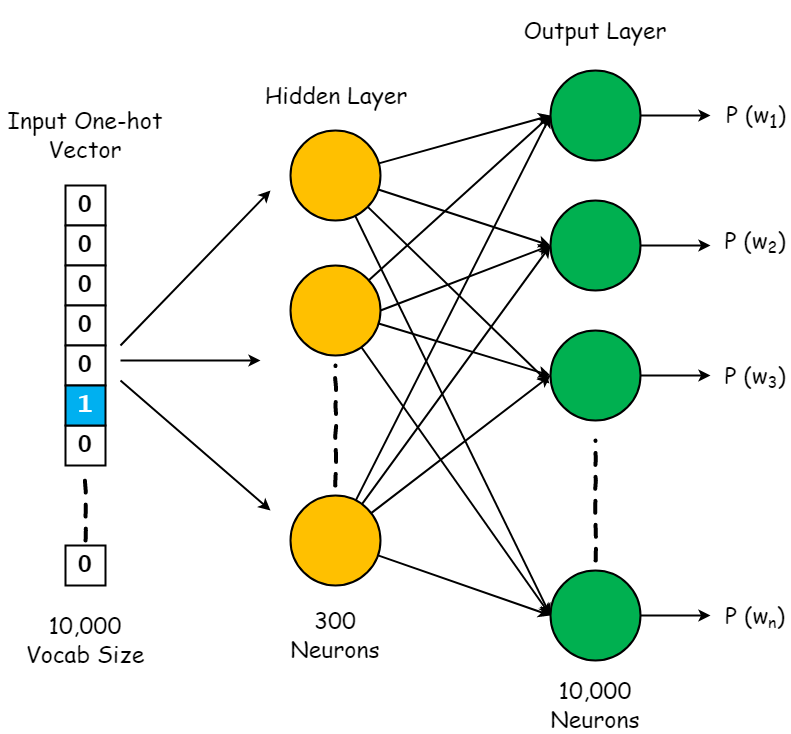 Output Layer
Hidden Layer
Input One-hot
Vector
0
0
0
0
0
1
0
0
P (w1)
P (w2)
P (w3)
P (wn)
10,000
Vocab Size
300
Neurons
10,000
Neurons